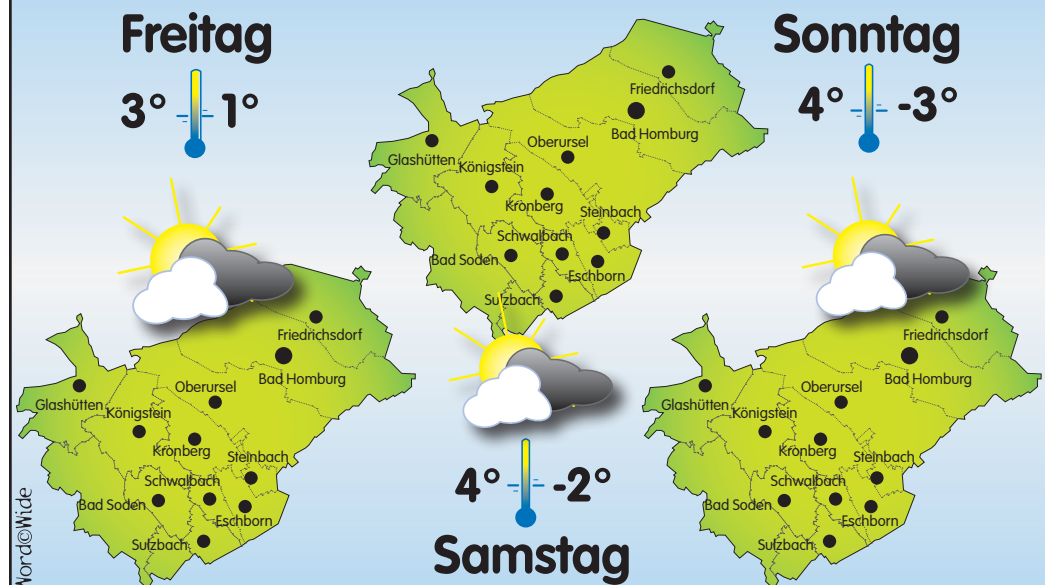 Freitag
3° 1°
Friedrichsdorf
Bad Homburg
Oberursel
Glashütten
Königstein
Kronberg
Steinbach
Schwalbach
Bad Soden
Eschborn
Sulzbach
Friedrichsdorf
Bad Homburg
Oberursel
Glashütten
Königstein
Kronberg
Steinbach
Schwalbach
Bad Soden
Eschborn
Sulzbach
4° -2°
Samstag
Sonntag
4° -3°
Friedrichsdorf
Bad Homburg
Oberursel
Glashütten
Königstein
Kronberg
Steinbach
Schwalbach
Bad Soden
Eschborn
Sulzbach
Word©Wide